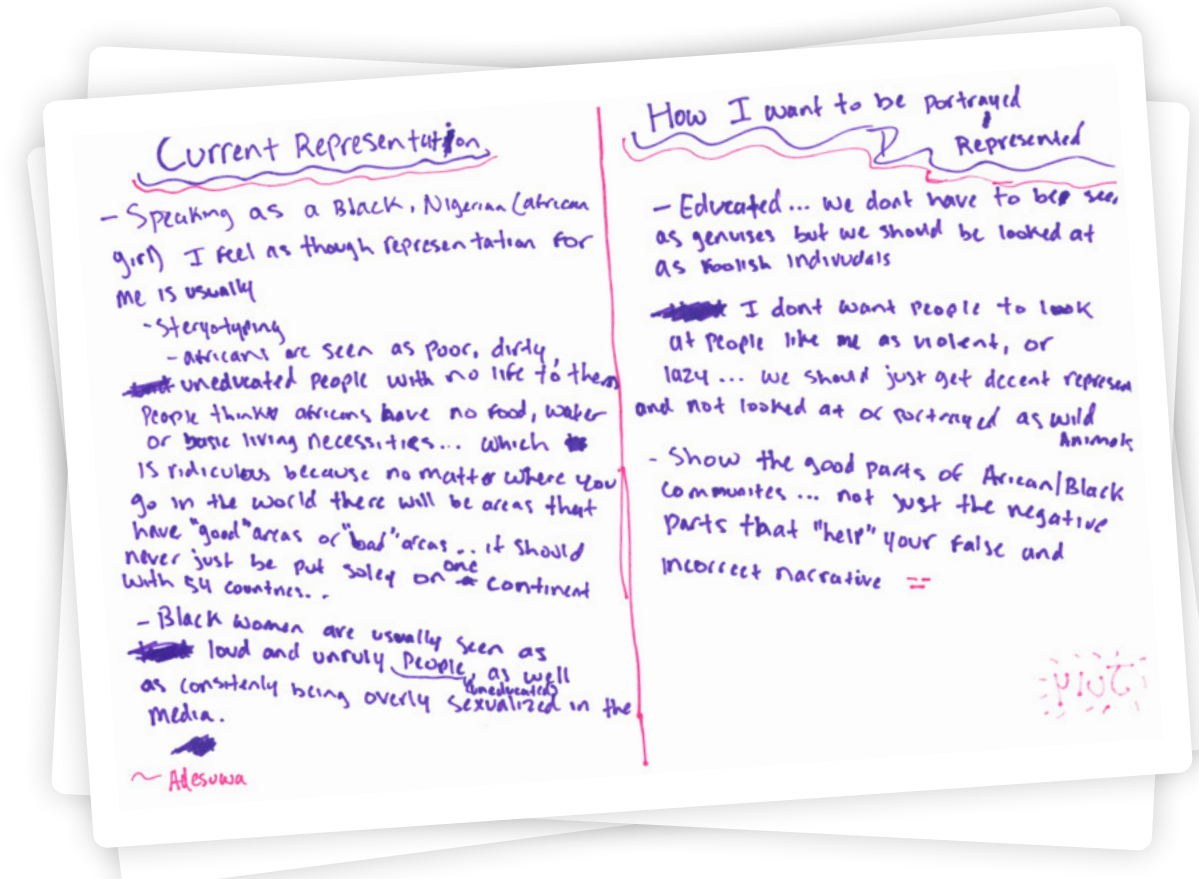 Current Representation
- Speaking as a Black, Nigerian (african
girl) I feel as though representation for
me is usually
- Steryotyping
- africans are seen as poor, dirty,
uneducated people with no life to them
People think africans have no food, water
or basic living necessities... which
is ridiculous because no matter where you
go in the world there will be areas that
have "good" areas or "bad" areas... it should
never just be put soley on one continent
with 54 countries..
- Black women are usually seen as
loud and unruly people, as well
(uneducated)
as consitenly being overly sexualized in the
media.
~ Adesuwa
How I want to be portrayed
Represented
- Educated... we dont have to be see
as genuises but we should be looked at
as foolish indivudals
I dont want people to look
at people like me as violent, or
lazy... we should just get decent represen
and not looked at or portrayed as wild
Animals
- Show the good parts of Arican/Black
communites... not just the negative
parts that "help" your false and
incorrect narrative